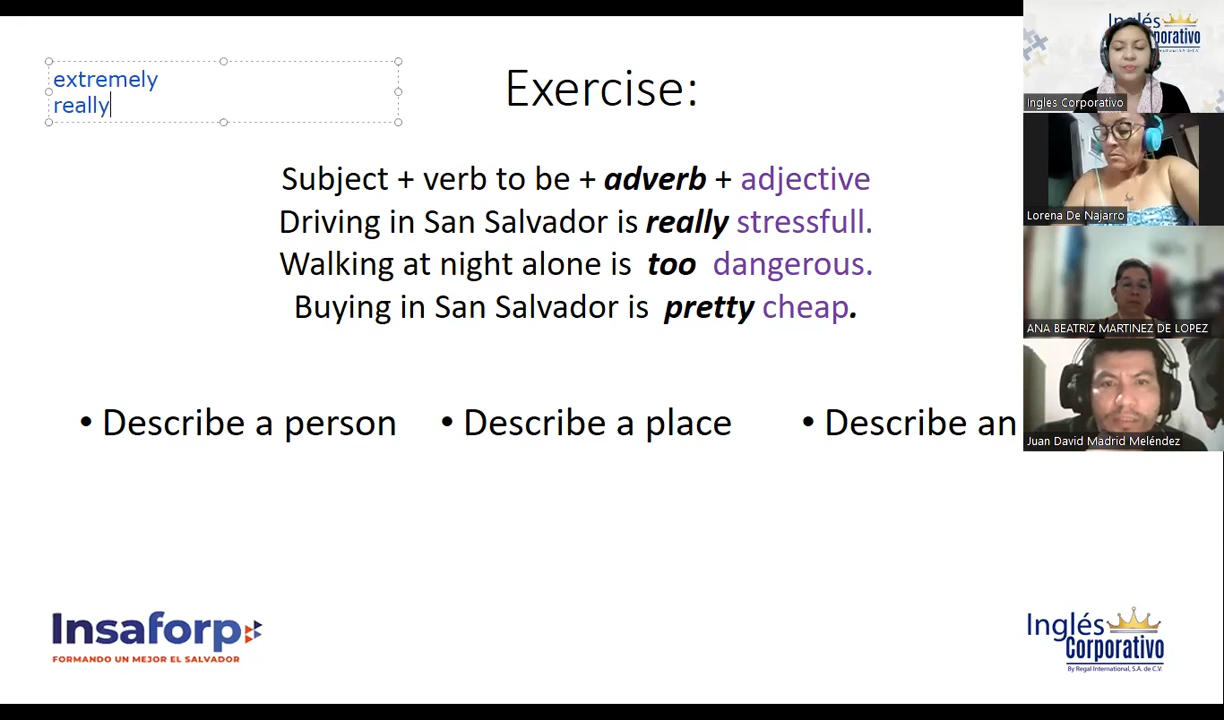 extremely
really
Exercise:
Subject + verb to be + adverb + adjective
Driving in San Salvador is really stressfull.
Walking at night alone is too dangerous.
Buying in San Salvador is pretty cheap.
• Describe a person
• Describe a place
• Describe an
Insaforp
FORMANDO UN MEJOR EL SALVADOR
Inglés
Corporativo
By Regal International, S.A. de C.V.
Inglés
Corporativo
Ingles Corporativo
Lorena De Najarro
ANA BEATRIZ MARTINEZ DE LOPEZ
Juan David Madrid Meléndez